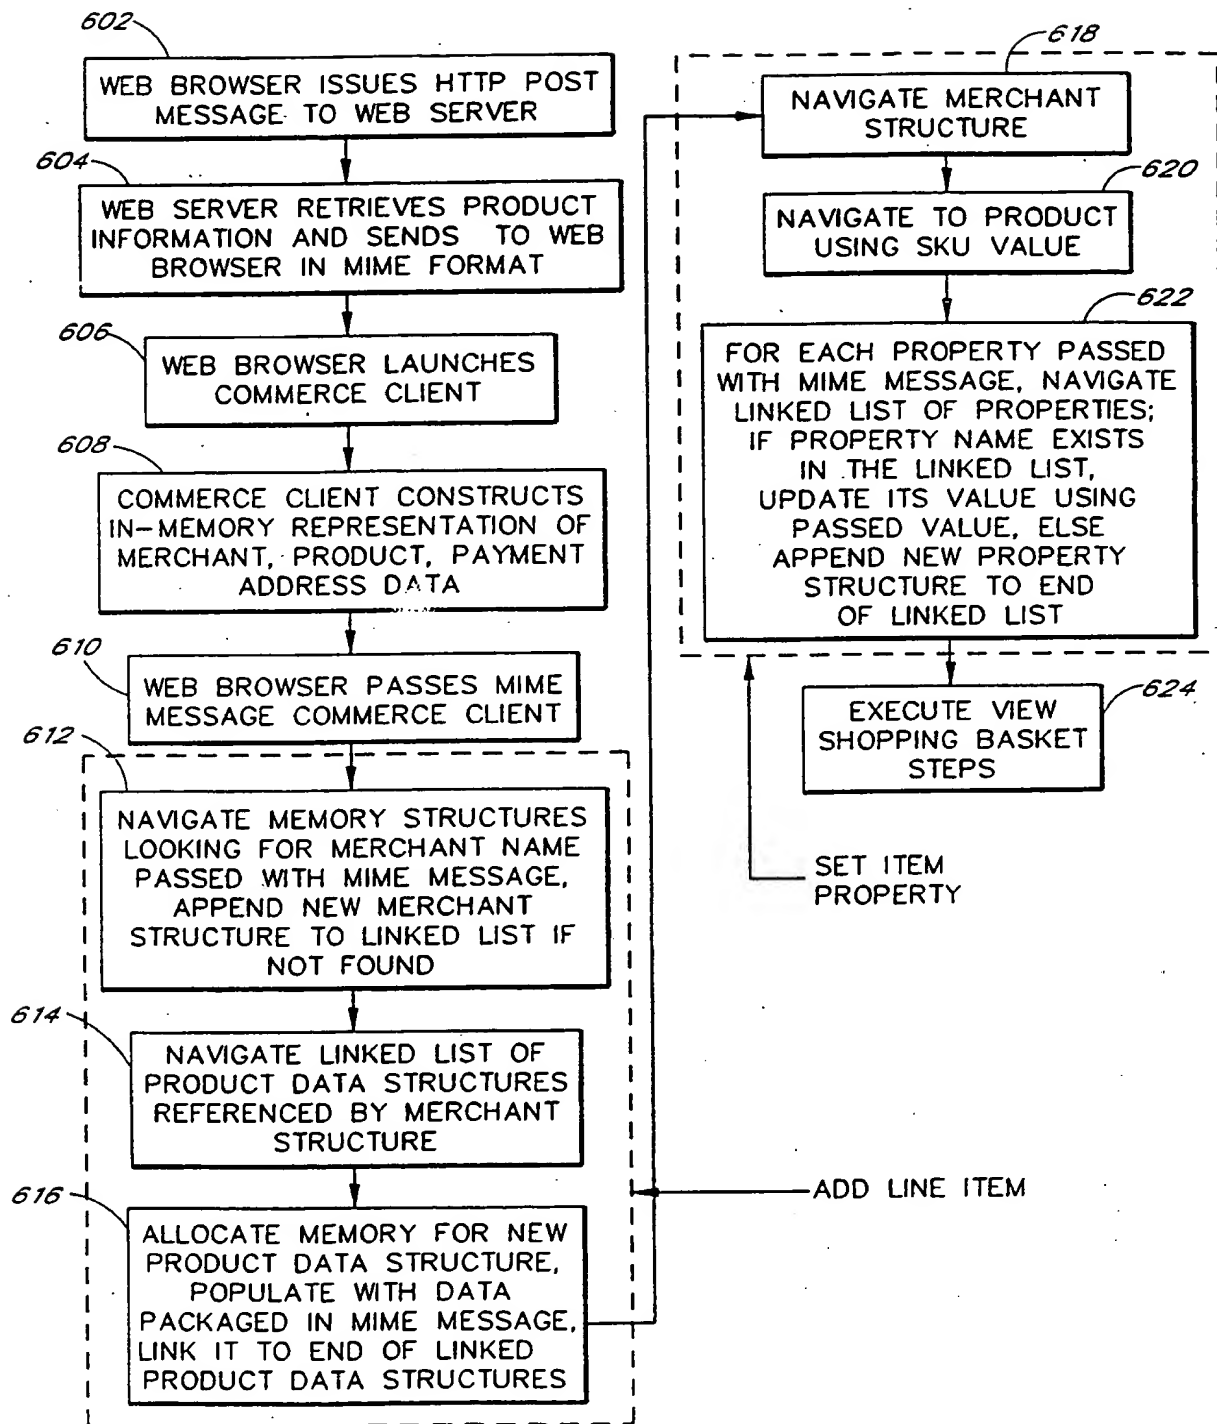 602
WEB BROWSER ISSUES HTTP POST
MESSAGE TO WEB SERVER
604
WEB SERVER RETRIEVES PRODUCT
INFORMATION AND SENDS TO WEB
BROWSER IN MIME FORMAT
606
WEB BROWSER LAUNCHES
COMMERCE CLIENT
608
COMMERCE CLIENT CONSTRUCTS
IN-MEMORY REPRESENTATION OF
MERCHANT, PRODUCT, PAYMENT
ADDRESS DATA
610
WEB BROWSER PASSES MIME
MESSAGE COMMERCE CLIENT
612
NAVIGATE MEMORY STRUCTURES
LOOKING FOR MERCHANT NAME
PASSED WITH MIME MESSAGE,
APPEND NEW MERCHANT
STRUCTURE TO LINKED LIST IF
NOT FOUND
614
NAVIGATE LINKED LIST OF
PRODUCT DATA STRUCTURES
REFERENCED BY MERCHANT
STRUCTURE
616
ALLOCATE MEMORY FOR NEW
PRODUCT DATA STRUCTURE,
POPULATE WITH DATA
PACKAGED IN MIME MESSAGE,
LINK IT TO END OF LINKED
PRODUCT DATA STRUCTURES
ADD LINE ITEM
618
NAVIGATE MERCHANT
STRUCTURE
620
NAVIGATE TO PRODUCT
USING SKU VALUE
622
FOR EACH PROPERTY PASSED
WITH MIME MESSAGE, NAVIGATE
LINKED LIST OF PROPERTIES;
IF PROPERTY NAME EXISTS
IN THE LINKED LIST,
UPDATE ITS VALUE USING
PASSED VALUE, ELSE
APPEND NEW PROPERTY
STRUCTURE TO END
OF LINKED LIST
624
EXECUTE VIEW
SHOPPING BASKET
STEPS
SET ITEM
PROPERTY